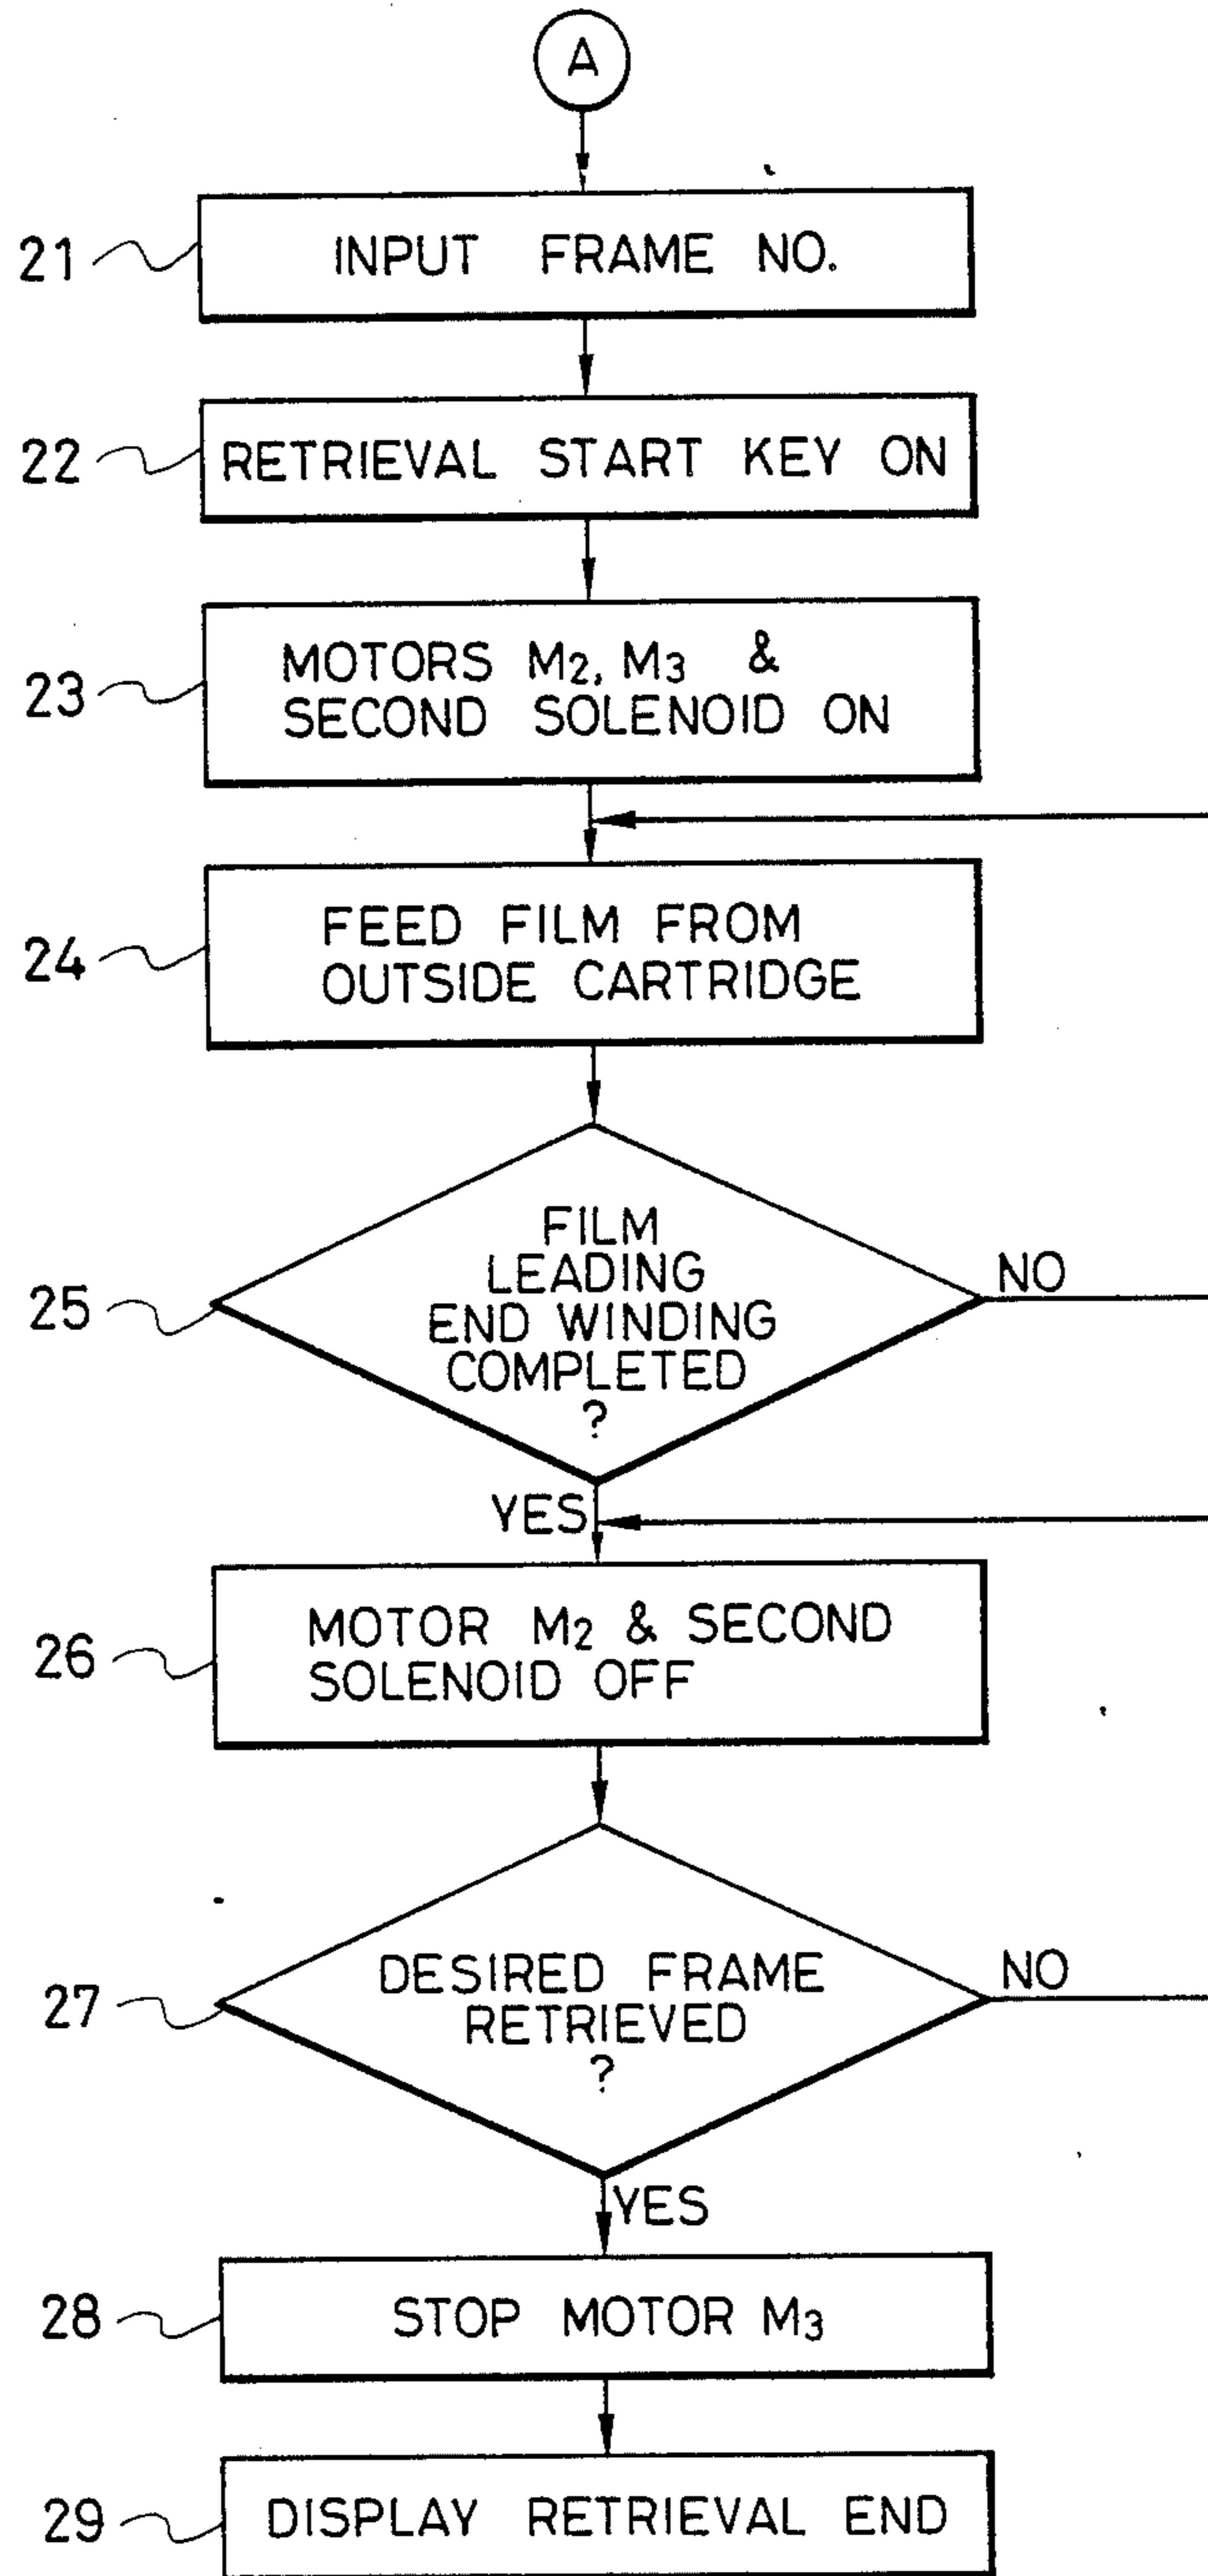 A
21 INPUT FRAME NO.
22 RETRIEVAL START KEY ON
23 MOTORS M2, M3 &
SECOND SOLENOID ON
24 FEED FILM FROM
OUTSIDE CARTRIDGE
25 FILM
LEADING
END WINDING
COMPLETED
?
NO
YES
26 MOTOR M2 & SECOND
SOLENOID OFF
27 DESIRED FRAME
RETRIEVED
?
NO
YES
28 STOP MOTOR M3
29 DISPLAY RETRIEVAL END